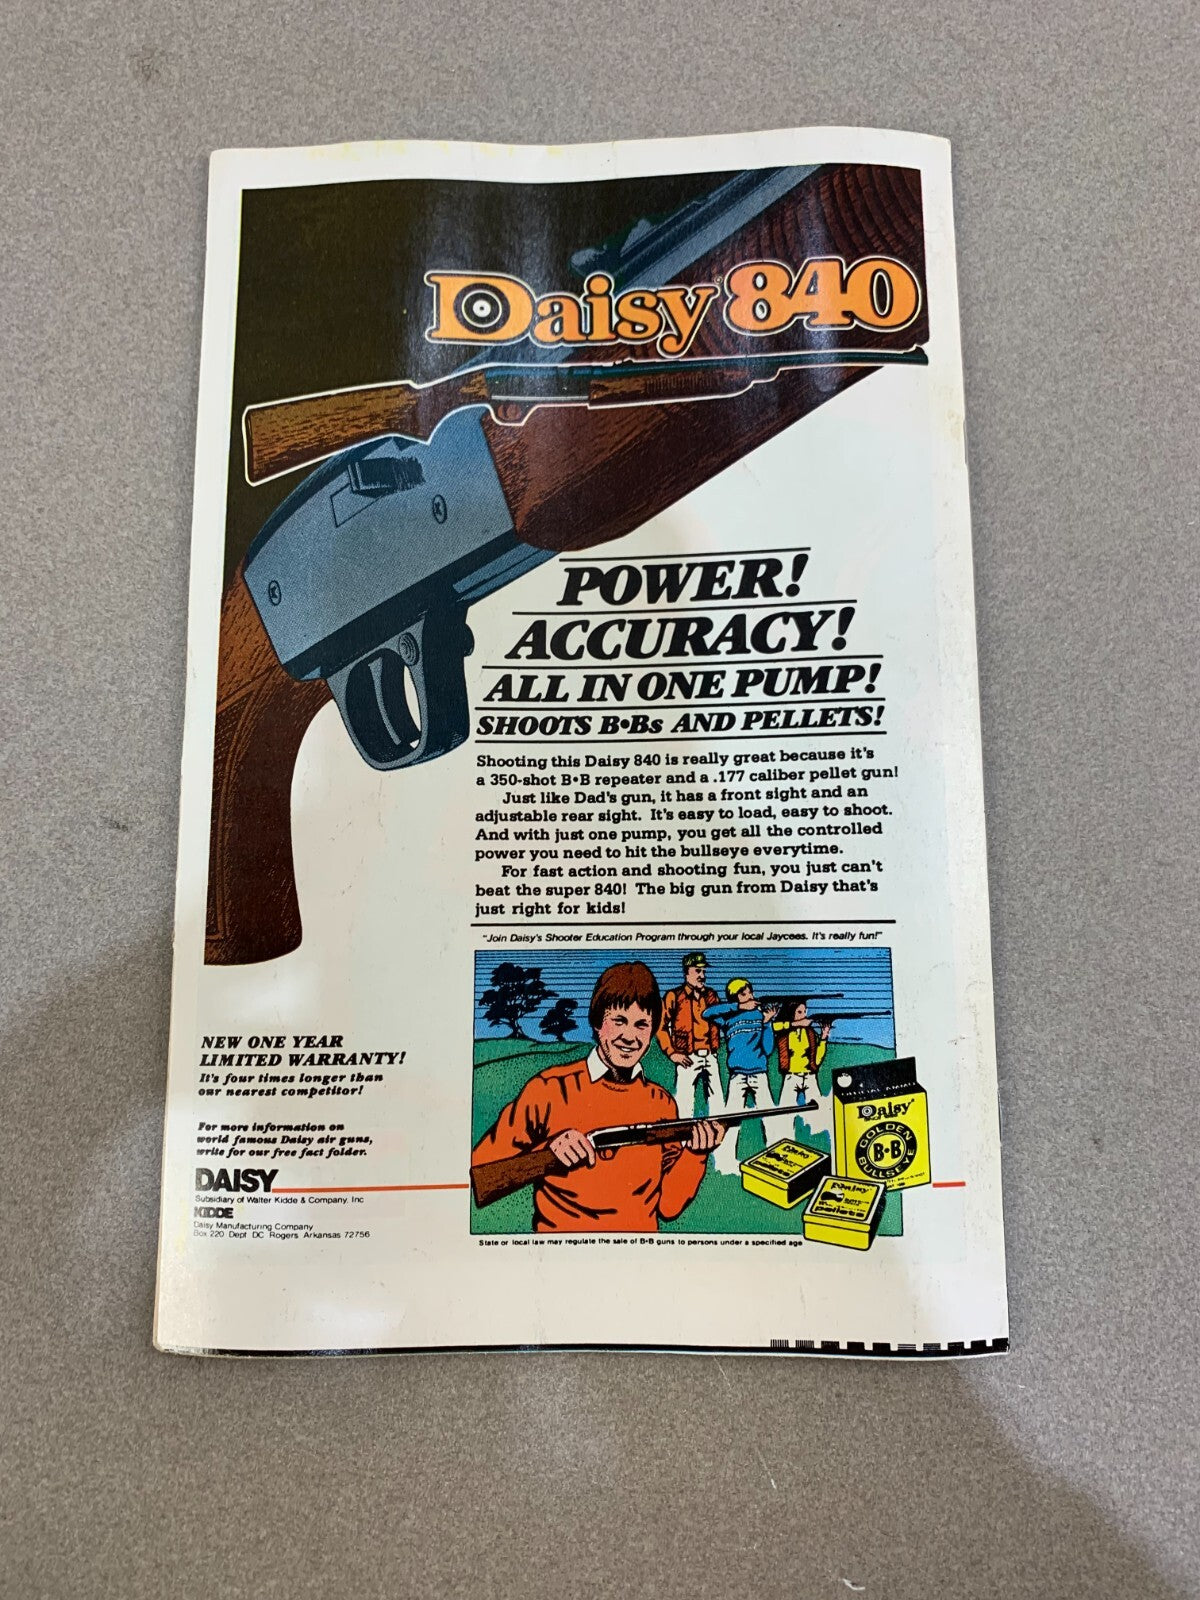 Daisy 840
POWER!
ACCURACY!
ALL IN ONE PUMP!
SHOOTS B•Bs AND PELLETS!
Shooting this Daisy 840 is really great because it's
a 350-shot B•B repeater and a .177 caliber pellet gun!
Just like Dad's gun, it has a front sight and an
adjustable rear sight. It's easy to load, easy to shoot.
And with just one pump, you get all the controlled
power you need to hit the bullseye everytime.
For fast action and shooting fun, you just can't
beat the super 840! The big gun from Daisy that's
just right for kids!
"Join Daisy's Shooter Education Program through your local Jaycees. It's really fun!"
NEW ONE YEAR
LIMITED WARRANTY!
It's four times longer than
our nearest competitor!
For more information on
world famous Daisy air guns,
write for our free fact folder.
DAISY
Subsidiary of Walter Kidde & Company, Inc
KIDDE
Daisy Manufacturing Company
Box 220 Dept DC Rogers Arkansas 72756
Daisy
GOLDEN
B•B
BULLSEYE
Daisy
pellets
Daisy
pellets
State or local law may regulate the sale of B•B guns to persons under a specified age